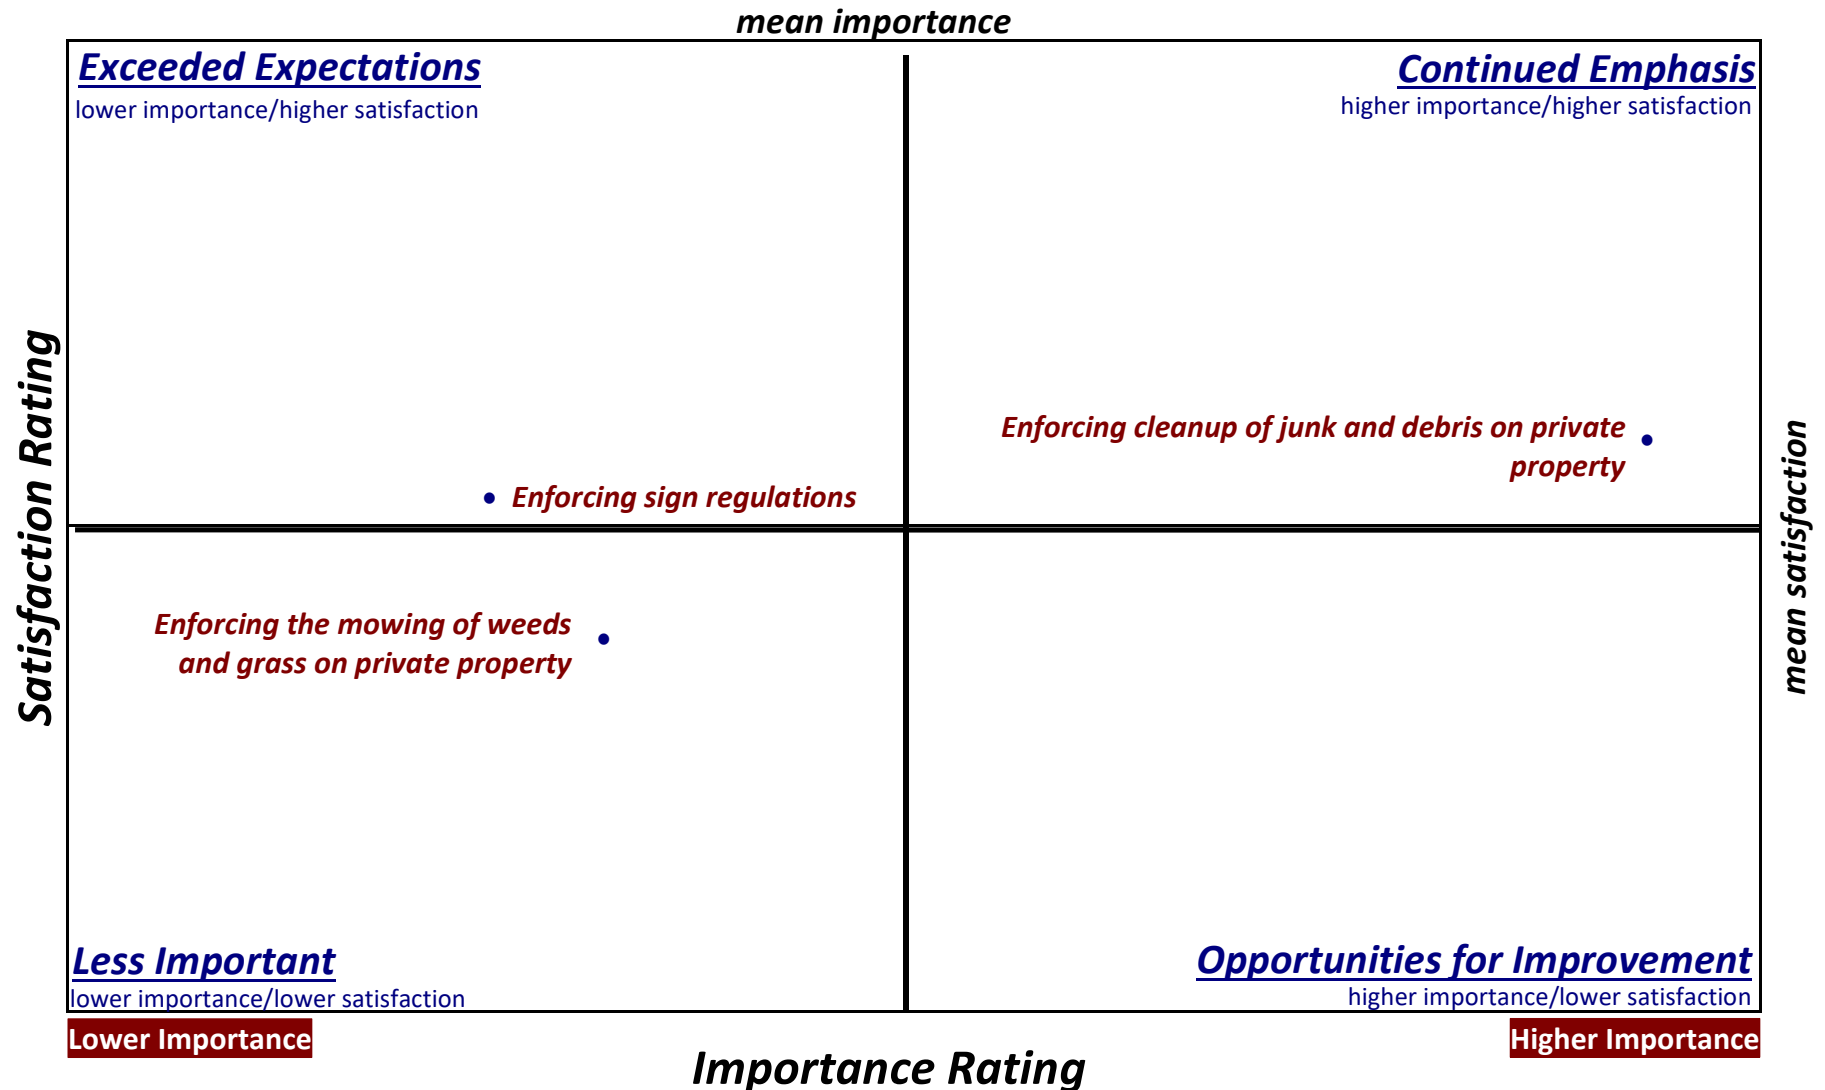 mean importance
Exceeded Expectations
lower importance/higher satisfaction
Continued Emphasis
higher importance/higher satisfaction
Satisfaction Rating
Enforcing cleanup of junk and debris on private
property
Enforcing sign regulations
mean satisfaction
Enforcing the mowing of weeds
and grass on private property
Less Important
lower importance/lower satisfaction
Opportunities for Improvement
higher importance/lower satisfaction
Lower Importance
Higher Importance
Importance Rating